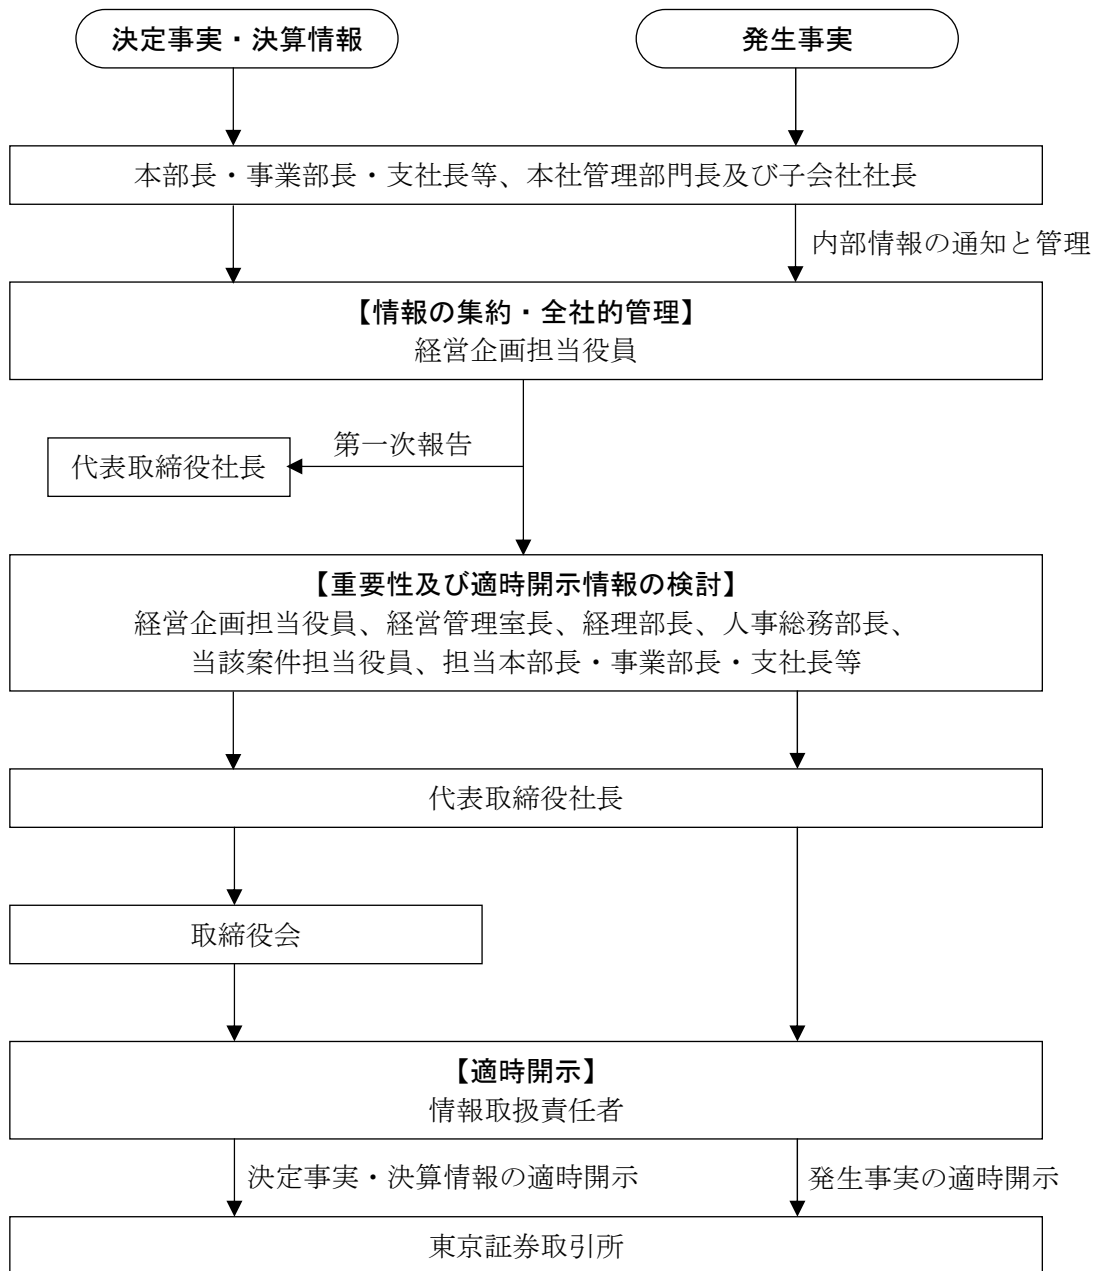 決定事実・決算情報
発生事実
本部長・事業部長・支社長等、本社管理部門長及び子会社社長
内部情報の通知と管理
【情報の集約・全社的管理】
経営企画担当役員
第一次報告
代表取締役社長
【重要性及び適時開示情報の検討】
経営企画担当役員、経営管理室長、経理部長、人事総務部長、
当該案件担当役員、担当本部長・事業部長・支社長等
代表取締役社長
取締役会
【適時開示】
情報取扱責任者
決定事実・決算情報の適時開示
発生事実の適時開示
東京証券取引所